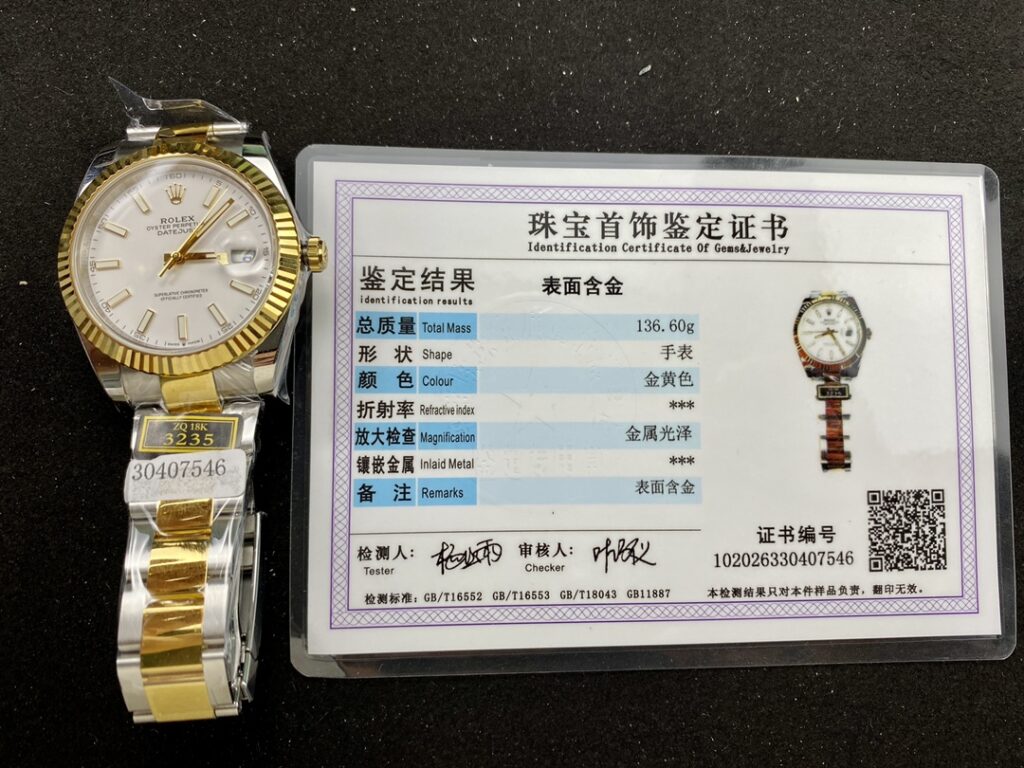 ROLEX
OYSTER PERPETUAL
DATEJUST
SUPERLATIVE CHRONOMETER
OFFICIALLY CERTIFIED
ZQ 18K
3235
30407546
珠宝首饰鉴定证书
Identification Certificate Of Gems&Jewelry
鉴定结果 表面含金
identification results
总质量 Total Mass 136.60g
形状 Shape 手表
颜色 Colour 金黄色
折射率 Refractive index ***
放大检查 Magnification 金属光泽
镶嵌金属 Inlaid Metal ***
备注 Remarks 表面含金
检测人: 审核人:
Tester Checker
证书编号
102026330407546
检测标准: GB/T16552 GB/T16553 GB/T18043 GB11887 本检测结果只对本件样品负责, 翻印无效。